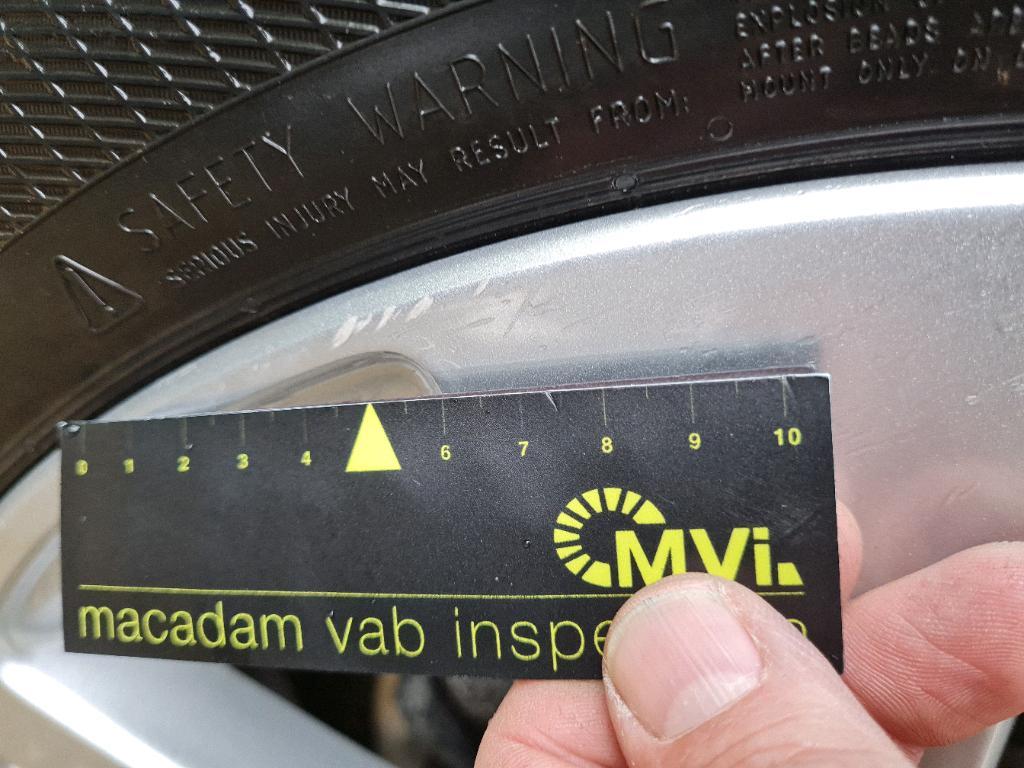 SAFETY WARNING
SERIOUS INJURY MAY RESULT FROM:
EXPLOSION
AFTER BEADS
MOUNT ONLY ON
0 1 2 3 4 6 7 8 9 10
MVi
macadam vab